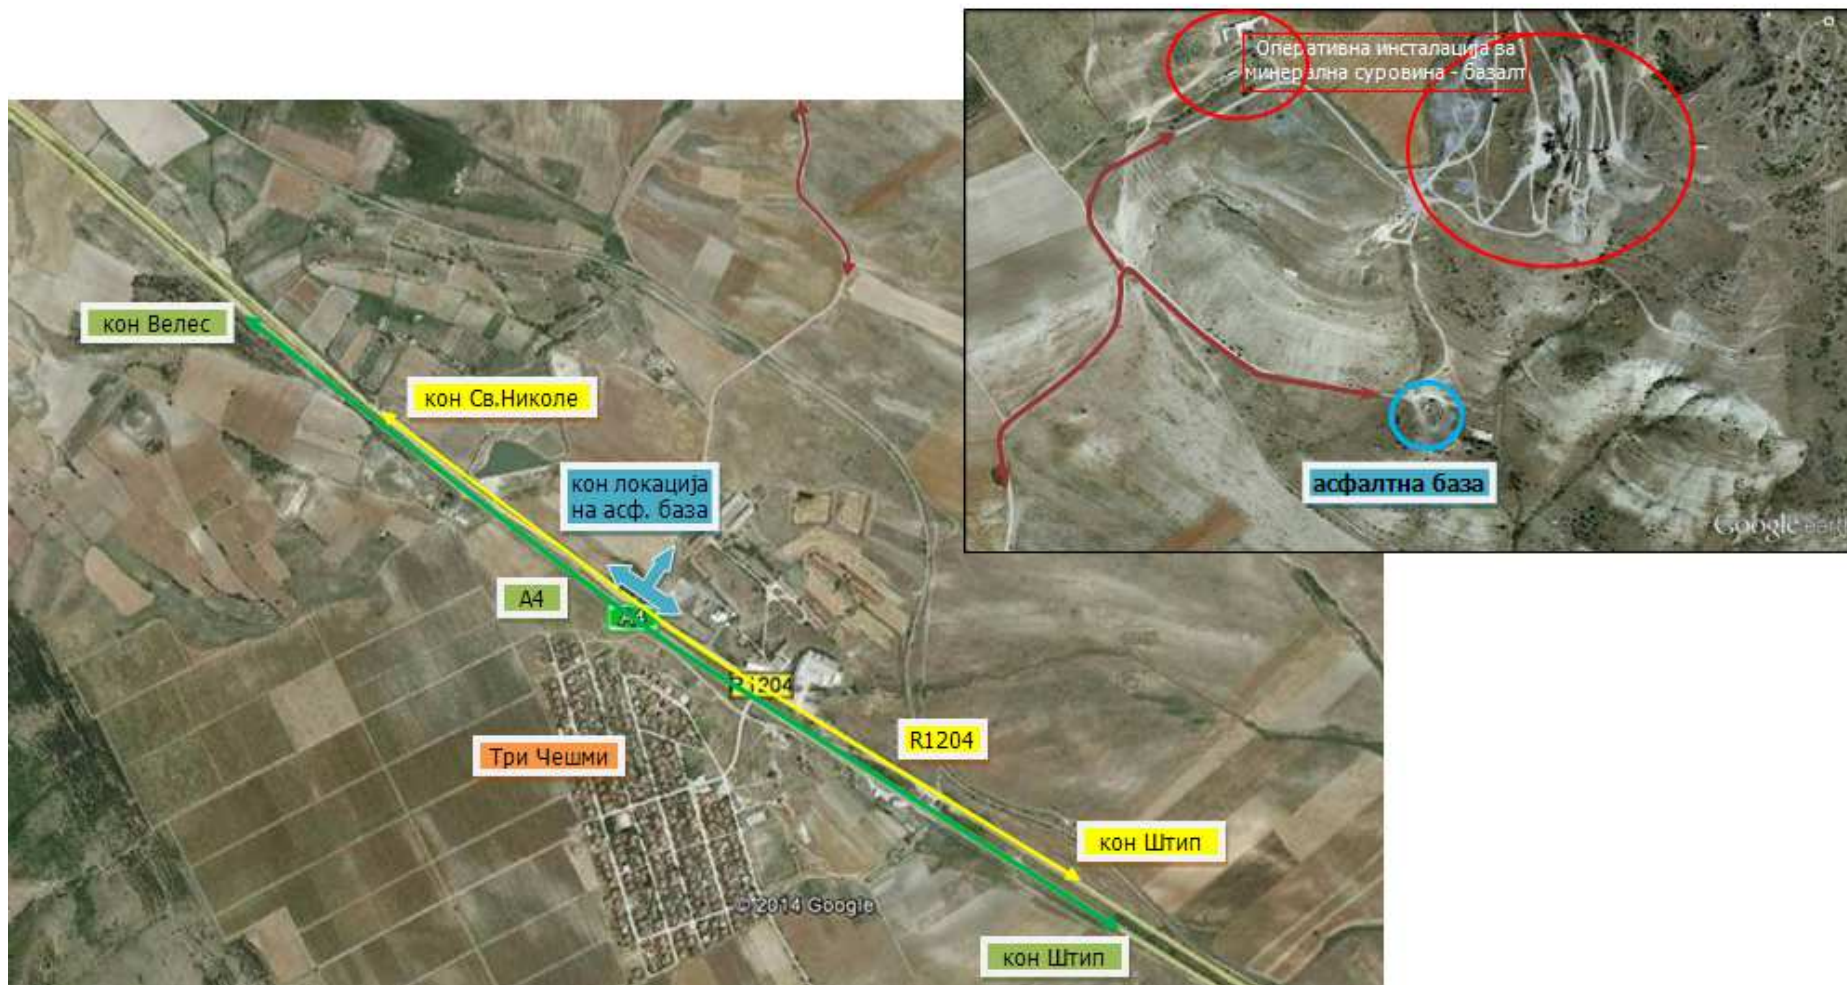 Оперативна инсталација за
минерална суровина - базалт
асфалтна база
Google earth
кон Велес
кон Св.Николе
кон локација
на асф. база
A4
A4
R1204
R1204
Три Чешми
кон Штип
© 2014 Google
кон Штип